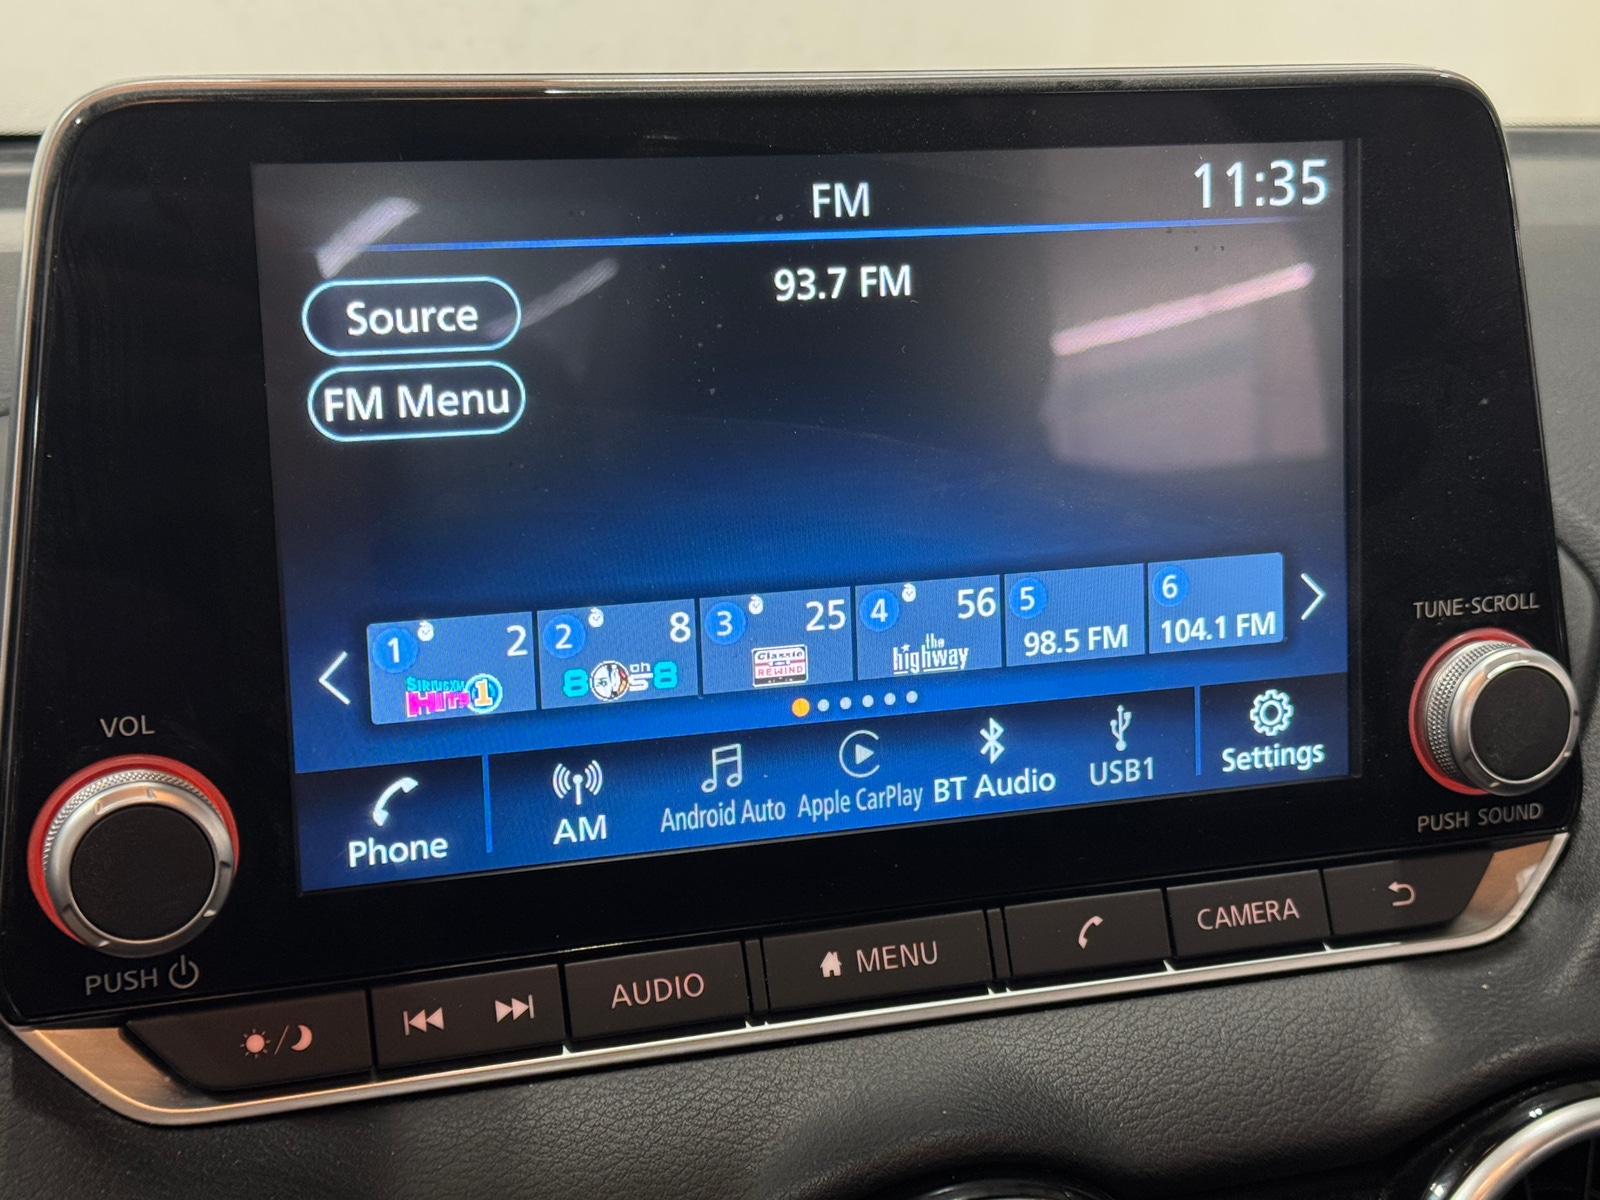 FM
11:35
93.7 FM
Source
FM Menu
1 2
SIRIUSXM
HITS 1
2 8
80s on 8
3 25
Classic
REWIND
4 56
the
highway
5
98.5 FM
6
104.1 FM
Phone
AM
Android Auto
Apple CarPlay
BT Audio
USB1
Settings
VOL
PUSH
TUNE·SCROLL
PUSH SOUND
AUDIO
MENU
CAMERA